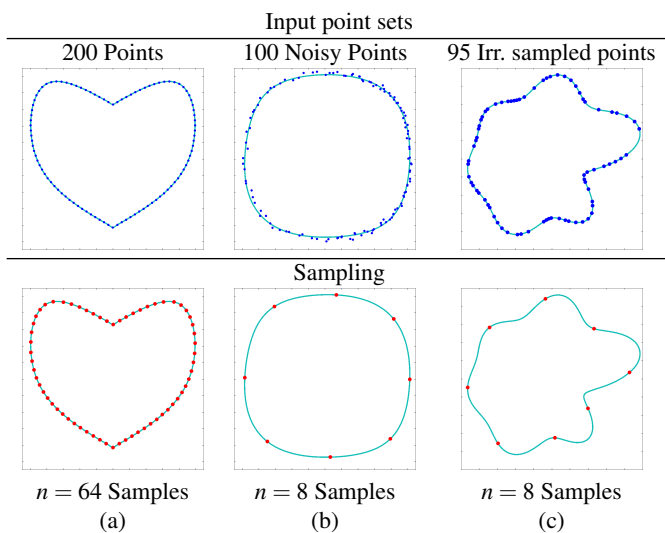 Input point sets
200 Points 100 Noisy Points 95 Irr. sampled points
Sampling
n = 64 Samples n = 8 Samples n = 8 Samples
(a) (b) (c)